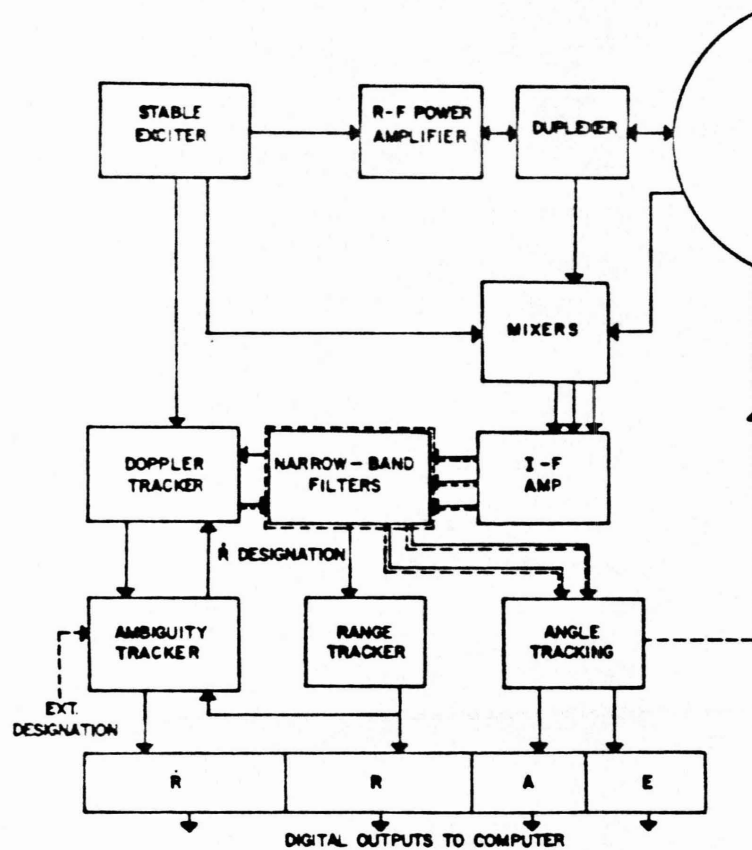 STABLE
EXCITER
R-F POWER
AMPLIFIER
DUPLEXER
MIXERS
DOPPLER
TRACKER
NARROW-BAND
FILTERS
I-F
AMP
Ṙ DESIGNATION
AMBIGUITY
TRACKER
RANGE
TRACKER
ANGLE
TRACKING
EXT.
DESIGNATION
Ṙ
R
A
E
DIGITAL OUTPUTS TO COMPUTER